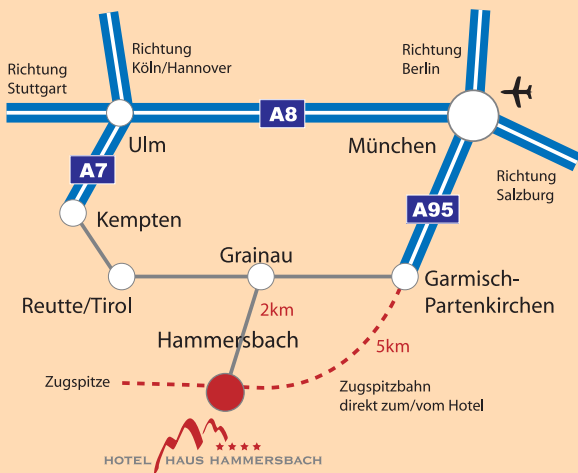 Richtung
Köln/Hannover
Richtung
Stuttgart
Richtung
Berlin
A8
Ulm
München
A7
Richtung
Salzburg
A95
Kempten
Grainau
Reutte/Tirol
Garmisch-
Partenkirchen
2km
Hammersbach
5km
Zugspitze
Zugspitzbahn
direkt zum/vom Hotel
HOTEL HAUS HAMMERSBACH